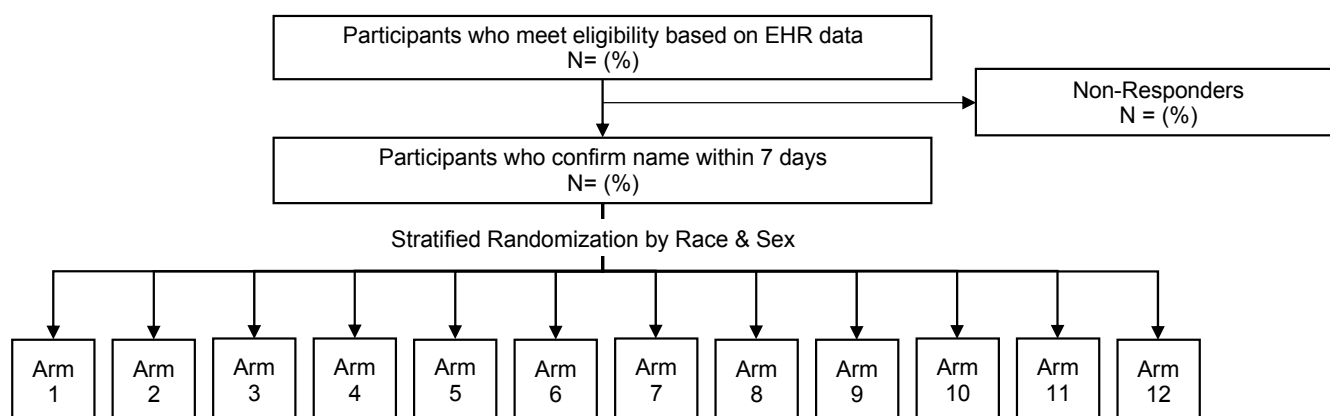 Participants who meet eligibility based on EHR data
N= (%)
Non-Responders
N = (%)
Participants who confirm name within 7 days
N= (%)
Stratified Randomization by Race & Sex
Arm
1
Arm
2
Arm
3
Arm
4
Arm
5
Arm
6
Arm
7
Arm
8
Arm
9
Arm
10
Arm
11
Arm
12